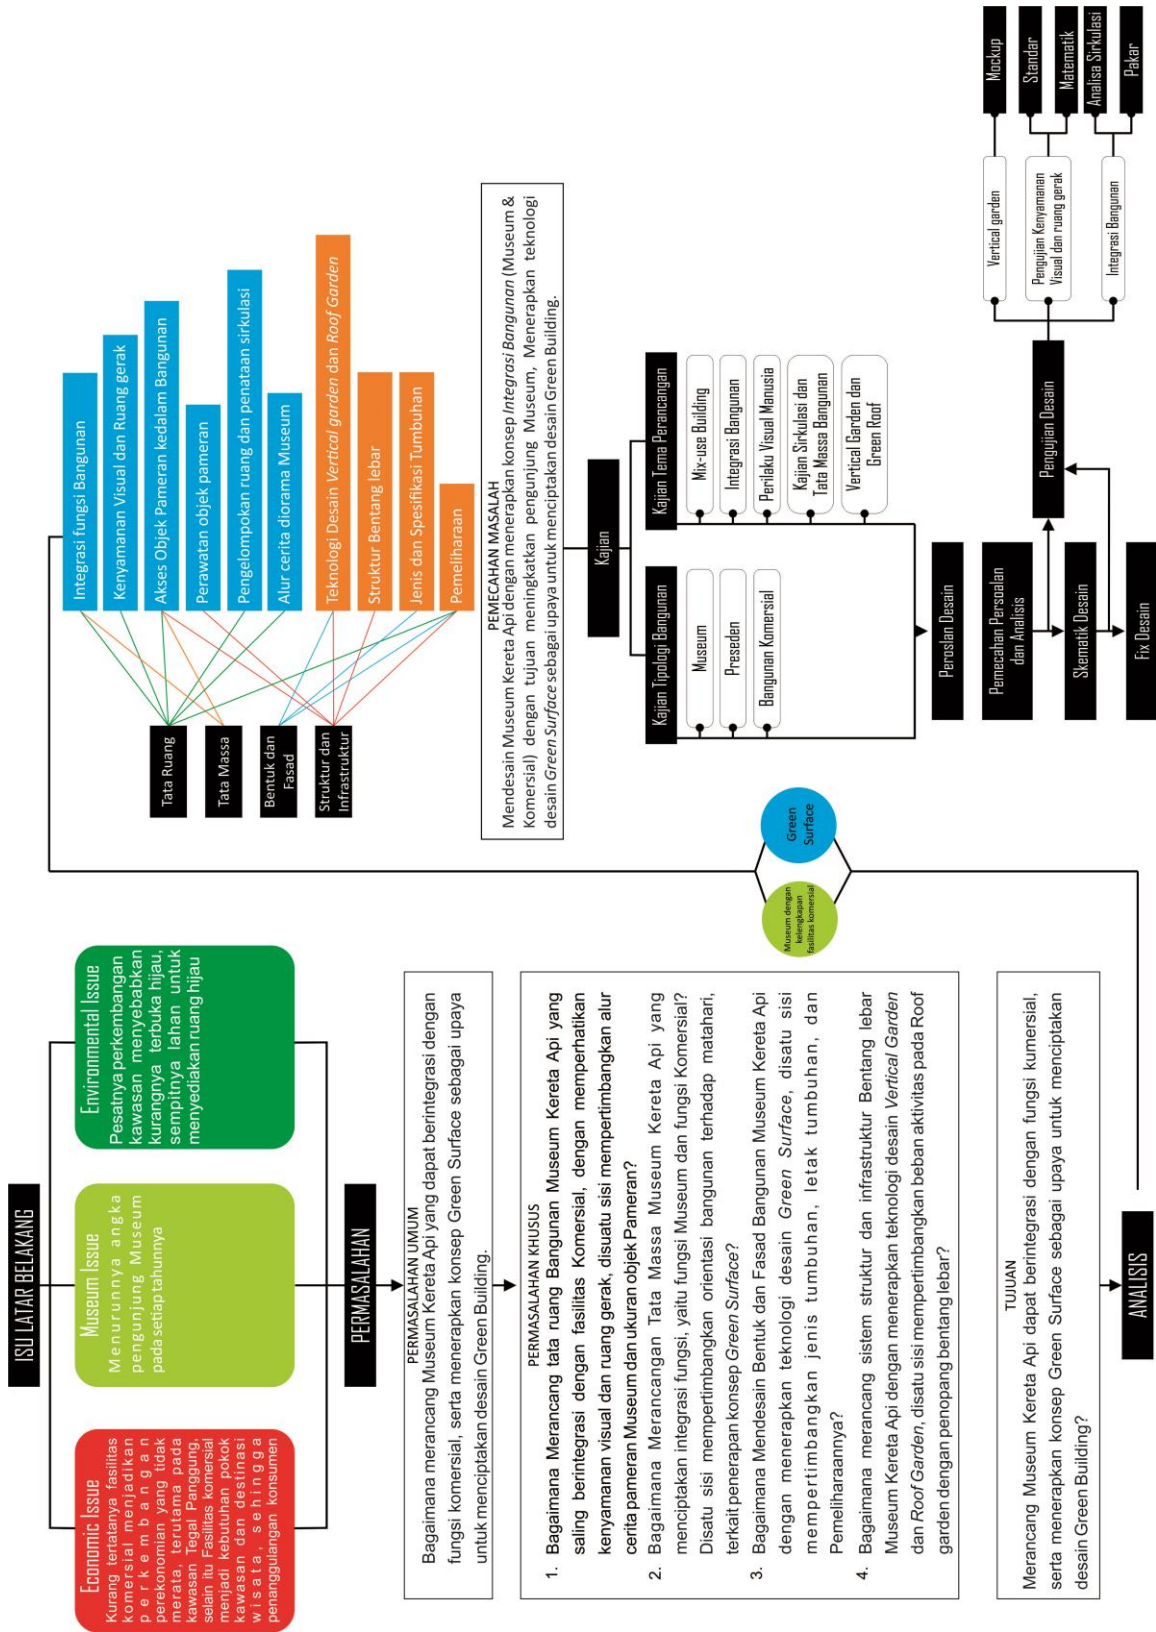 ISU LATAR BELAKANG
Economic Issue
Kurang tertatanya fasilitas
komersial menjadikan
perkembangan
perekonomian yang tidak
merata, terutama pada
kawasan Tegal Panggung,
selain itu Fasilitas komersial
menjadi kebutuhan pokok
kawasan dan destinasi
wisata, sehingga
penanggulangan konsumen
Museum Issue
Menurunnya angka
pengunjung Museum
pada setiap tahunnya
Environmental Issue
Pesatnya perkembangan
kawasan menyebabkan
kurangnya terbuka hijau,
sempitnya lahan untuk
menyediakan ruang hijau
PERMASALAHAN
PERMASALAHAN UMUM
Bagaimana merancang Museum Kereta Api yang dapat berintegrasi dengan
fungsi komersial, serta menerapkan konsep Green Surface sebagai upaya
untuk menciptakan desain Green Building.
PERMASALAHAN KHUSUS
1. Bagaimana Merancang tata ruang Bangunan Museum Kereta Api yang
saling berintegrasi dengan fasilitas Komersial, dengan memperhatikan
kenyamanan visual dan ruang gerak, disuatu sisi mempertimbangkan alur
cerita pameran Museum dan ukuran objek Pameran?
2. Bagaimana Merancangan Tata Massa Museum Kereta Api yang
menciptakan integrasi fungsi, yaitu fungsi Museum dan fungsi Komersial?
Disatu sisi mempertimbangkan orientasi bangunan terhadap matahari,
terkait penerapan konsep Green Surface?
3. Bagaimana Mendesain Bentuk dan Fasad Bangunan Museum Kereta Api
dengan menerapkan teknologi desain Green Surface, disatu sisi
mempertimbangkan jenis tumbuhan, letak tumbuhan, dan
Pemeliharaannya?
4. Bagaimana merancang sistem struktur dan infrastruktur Bentang lebar
Museum Kereta Api dengan menerapkan teknologi desain Vertical Garden
dan Roof Garden, disatu sisi mempertimbangkan beban aktivitas pada Roof
garden dengan penopang bentang lebar?
TUJUAN
Merancang Museum Kereta Api dapat berintegrasi dengan fungsi kumersial,
serta menerapkan konsep Green Surface sebagai upaya untuk menciptakan
desain Green Building?
ANALISIS
Museum dengan
kelengkapan
fasilitas komersial
Green
Surface
Tata Ruang
Tata Massa
Bentuk dan
Fasad
Struktur dan
Infrastruktur
Integrasi fungsi Bangunan
Kenyamanan Visual dan Ruang gerak
Akses Objek Pameran kedalam Bangunan
Perawatan objek pameran
Pengelompokan ruang dan penataan sirkulasi
Alur cerita diorama Museum
Teknologi Desain Vertical garden dan Roof Garden
Struktur Bentang lebar
Jenis dan Spesifikasi Tumbuhan
Pemeliharaan
PEMECAHAN MASALAH
Mendesain Museum Kereta Api dengan menerapkan konsep Integrasi Bangunan (Museum &
Komersial) dengan tujuan meningkatkan pengunjung Museum, Menerapkan teknologi
desain Green Surface sebagai upaya untuk menciptakan desain Green Building.
Kajian
Kajian Tipologi Bangunan
Museum
Preseden
Bangunan Komersial
Kajian Tema Perancangan
Mix-use Building
Integrasi Bangunan
Perilaku Visual Manusia
Kajian Sirkulasi dan
Tata Massa Bangunan
Vertical Garden dan
Green Roof
Peroslan Desain
Pemecahan Persoalan
dan Analisis
Skematik Desain
Fix Desain
Pengujian Desain
Vertical garden
Pengujian Kenyamanan
Visual dan ruang gerak
Integrasi Bangunan
Mockup
Standar
Matematik
Analisa Sirkulasi
Pakar